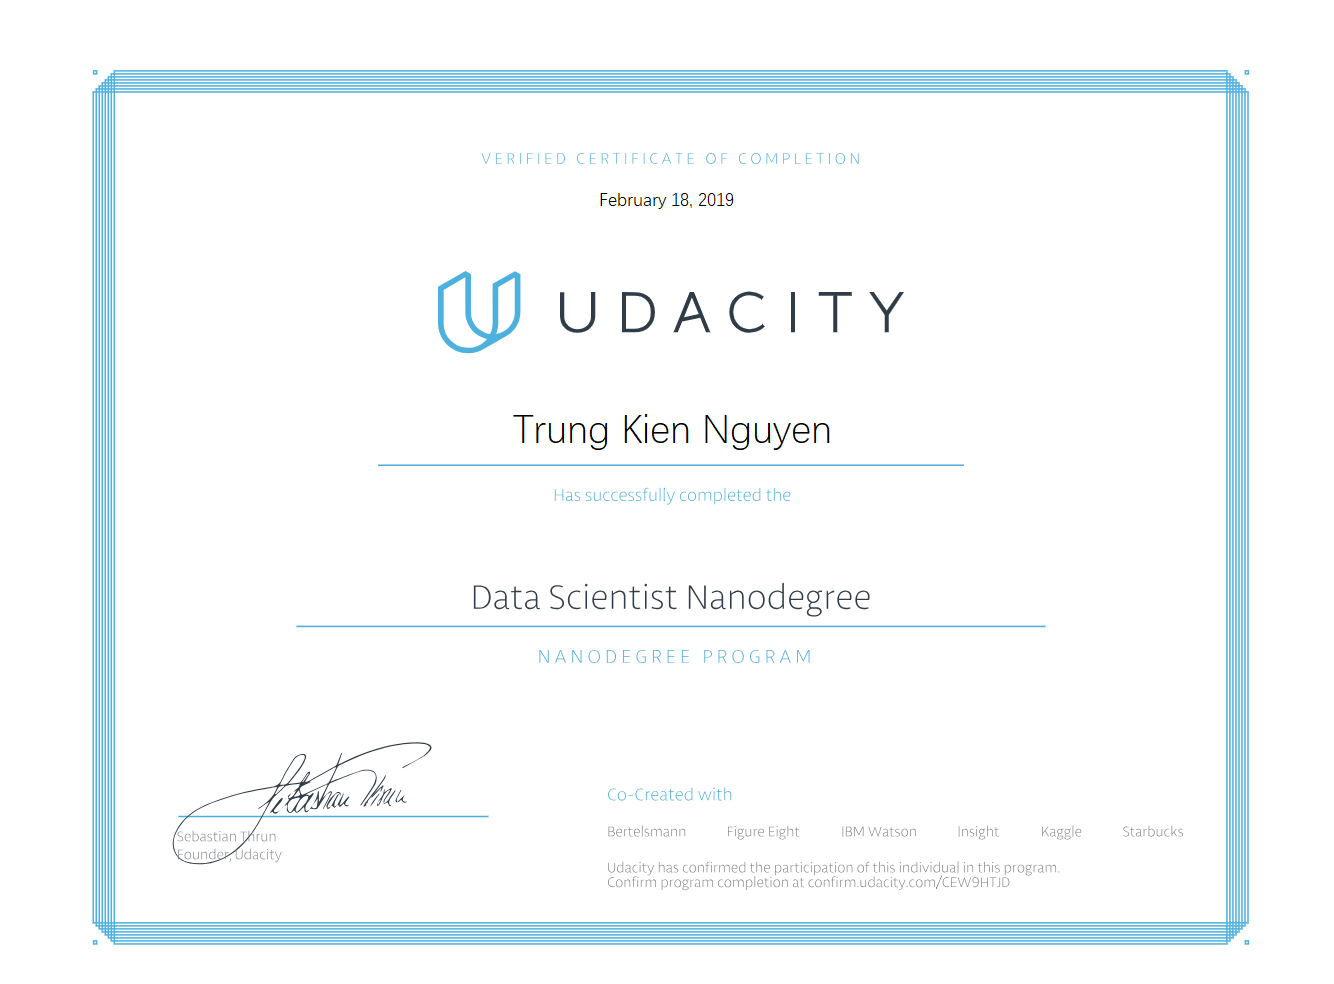 VERIFIED CERTIFICATE OF COMPLETION
February 18, 2019
UDACITY
Trung Kien Nguyen
Has successfully completed the
Data Scientist Nanodegree
NANODEGREE PROGRAM
Sebastian Thrun
Sebastian Thrun
Founder, Udacity
Co-Created with
Bertelsmann Figure Eight IBM Watson Insight Kaggle Starbucks
Udacity has confirmed the participation of this individual in this program.
Confirm program completion at confirm.udacity.com/CEW9HTJD